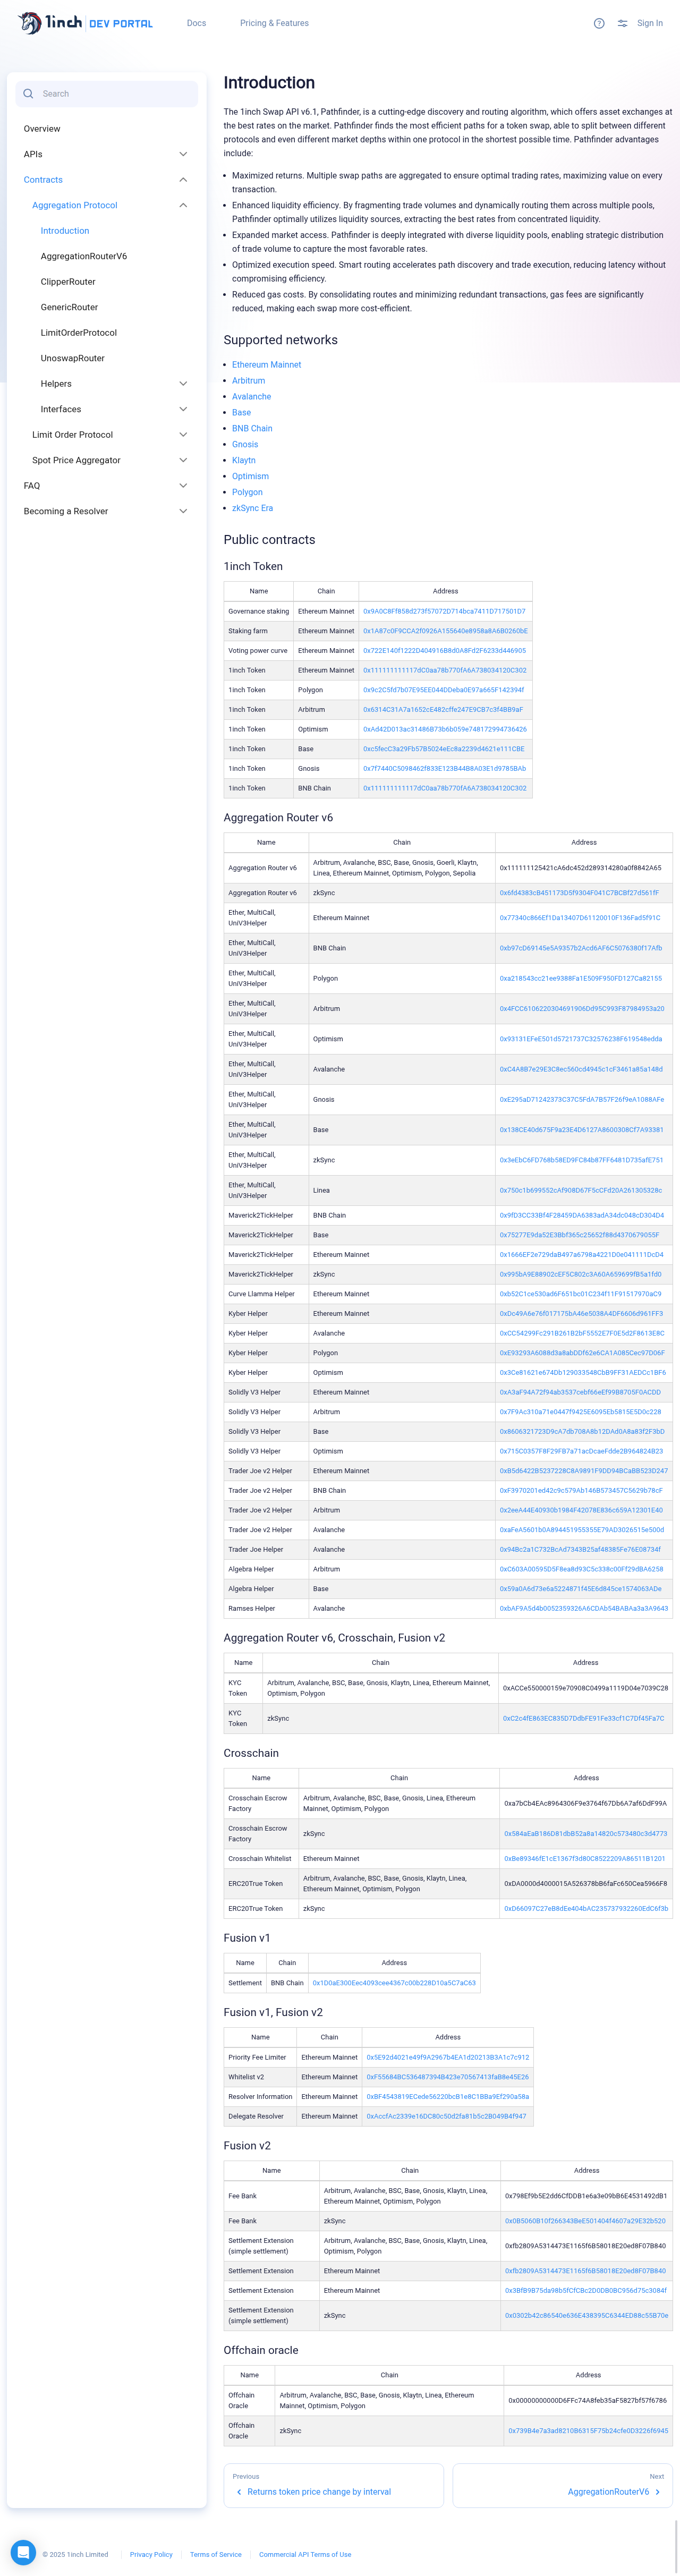 1inch DEV PORTAL
Docs
Pricing & Features
Sign In
Search
Overview
APIs
Contracts
Aggregation Protocol
Introduction
AggregationRouterV6
ClipperRouter
GenericRouter
LimitOrderProtocol
UnoswapRouter
Helpers
Interfaces
Limit Order Protocol
Spot Price Aggregator
FAQ
Becoming a Resolver
Introduction
The 1inch Swap API v6.1, Pathfinder, is a cutting-edge discovery and routing algorithm, which offers asset exchanges at
the best rates on the market. Pathfinder finds the most efficient paths for a token swap, able to split between different
protocols and even different market depths within one protocol in the shortest possible time. Pathfinder advantages
include:
Maximized returns. Multiple swap paths are aggregated to ensure optimal trading rates, maximizing value on every
transaction.
Enhanced liquidity efficiency. By fragmenting trade volumes and dynamically routing them across multiple pools,
Pathfinder optimally utilizes liquidity sources, extracting the best rates from concentrated liquidity.
Expanded market access. Pathfinder is deeply integrated with diverse liquidity pools, enabling strategic distribution
of trade volume to capture the most favorable rates.
Optimized execution speed. Smart routing accelerates path discovery and trade execution, reducing latency without
compromising efficiency.
Reduced gas costs. By consolidating routes and minimizing redundant transactions, gas fees are significantly
reduced, making each swap more cost-efficient.
Supported networks
Ethereum Mainnet
Arbitrum
Avalanche
Base
BNB Chain
Gnosis
Klaytn
Optimism
Polygon
zkSync Era
Public contracts
1inch Token
Name Chain Address
Governance staking Ethereum Mainnet 0x9A0C8Ff858d273f57072D714bca7411D717501D7
Staking farm Ethereum Mainnet 0x1A87c0F9CCA2f0926A155640e8958a8A6B0260bE
Voting power curve Ethereum Mainnet 0x722E140f1222D404916B8d0A8Fd2F6233d446905
1inch Token Ethereum Mainnet 0x111111111117dC0aa78b770fA6A738034120C302
1inch Token Polygon 0x9c2C5fd7b07E95EE044DDeba0E97a665F142394f
1inch Token Arbitrum 0x6314C31A7a1652cE482cffe247E9CB7c3f4BB9aF
1inch Token Optimism 0xAd42D013ac31486B73b6b059e748172994736426
1inch Token Base 0xc5fecC3a29Fb57B5024eEc8a2239d4621e111CBE
1inch Token Gnosis 0x7f7440C5098462f833E123B44B8A03E1d9785BAb
1inch Token BNB Chain 0x111111111117dC0aa78b770fA6A738034120C302
Aggregation Router v6
Name Chain Address
Aggregation Router v6 Arbitrum, Avalanche, BSC, Base, Gnosis, Goerli, Klaytn,
Linea, Ethereum Mainnet, Optimism, Polygon, Sepolia 0x111111125421cA6dc452d289314280a0f8842A65
Aggregation Router v6 zkSync 0x6fd4383cB451173D5f9304F041C7BCBf27d561fF
Ether, MultiCall,
UniV3Helper Ethereum Mainnet 0x77340c866Ef1Da13407D61120010F136Fad5f91C
Ether, MultiCall,
UniV3Helper BNB Chain 0xb97cD69145e5A9357b2Acd6AF6C5076380f17Afb
Ether, MultiCall,
UniV3Helper Polygon 0xa218543cc21ee9388Fa1E509F950FD127Ca82155
Ether, MultiCall,
UniV3Helper Arbitrum 0x4FCC6106220304691906Dd95C993F87984953a20
Ether, MultiCall,
UniV3Helper Optimism 0x93131EFeE501d5721737C32576238F619548edda
Ether, MultiCall,
UniV3Helper Avalanche 0xC4A8B7e29E3C8ec560cd4945c1cF3461a85a148d
Ether, MultiCall,
UniV3Helper Gnosis 0xE295aD71242373C37C5FdA7B57F26f9eA1088AFe
Ether, MultiCall,
UniV3Helper Base 0x138CE40d675F9a23E4D6127A8600308Cf7A93381
Ether, MultiCall,
UniV3Helper zkSync 0x3eEbC6FD768b58ED9FC84b87FF6481D735afE751
Ether, MultiCall,
UniV3Helper Linea 0x750c1b699552cAf908D67F5cCFd20A261305328c
Maverick2TickHelper BNB Chain 0x9fD3CC33Bf4F28459DA6383adA34dc048cD304D4
Maverick2TickHelper Base 0x75277E9da52E3Bbf365c25652f88d4370679055F
Maverick2TickHelper Ethereum Mainnet 0x1666EF2e729daB497a6798a4221D0e041111DcD4
Maverick2TickHelper zkSync 0x995bA9E88902cEF5C802c3A60A659699fB5a1fd0
Curve Llamma Helper Ethereum Mainnet 0xb52C1ce530ad6F651bc01C234f11F91517970aC9
Kyber Helper Ethereum Mainnet 0xDc49A6e76f017175bA46e5038A4DF6606d961FF3
Kyber Helper Avalanche 0xCC54299Fc291B261B2bF5552E7F0E5d2F8613E8C
Kyber Helper Polygon 0xE93293A6088d3a8abDDf62e6CA1A085Cec97D06F
Kyber Helper Optimism 0x3Ce81621e674Db129033548CbB9FF31AEDCc1BF6
Solidly V3 Helper Ethereum Mainnet 0xA3aF94A72f94ab3537cebf66eEf99B8705F0ACDD
Solidly V3 Helper Arbitrum 0x7F9Ac310a71e0447f9425E6095Eb5815E5D0c228
Solidly V3 Helper Base 0x8606321723D9cA7db708A8b12DAd0A8a83f2F3bD
Solidly V3 Helper Optimism 0x715C0357F8F29FB7a71acDcaeFdde2B964824B23
Trader Joe v2 Helper Ethereum Mainnet 0xB5d6422B5237228C8A9891F9DD94BCaBB523D247
Trader Joe v2 Helper BNB Chain 0xF3970201ed42c9c579Ab146B573457C5629b78cF
Trader Joe v2 Helper Arbitrum 0x2eeA44E40930b1984F42078E836c659A12301E40
Trader Joe v2 Helper Avalanche 0xaFeA5601b0A894451955355E79AD3026515e500d
Trader Joe Helper Avalanche 0x94Bc2a1C732BcAd7343B25af48385Fe76E08734f
Algebra Helper Arbitrum 0xC603A00595D5F8ea8d93C5c338c00Ff29dBA6258
Algebra Helper Base 0x59a0A6d73e6a5224871f45E6d845ce1574063ADe
Ramses Helper Avalanche 0xbAF9A5d4b0052359326A6CDAb54BABAa3a3A9643
Aggregation Router v6, Crosschain, Fusion v2
Name Chain Address
KYC
Token Arbitrum, Avalanche, BSC, Base, Gnosis, Klaytn, Linea, Ethereum Mainnet,
Optimism, Polygon 0xACCe550000159e70908C0499a1119D04e7039C28
KYC
Token zkSync 0xC2c4fE863EC835D7DdbFE91Fe33cf1C7Df45Fa7C
Crosschain
Name Chain Address
Crosschain Escrow
Factory Arbitrum, Avalanche, BSC, Base, Gnosis, Linea, Ethereum
Mainnet, Optimism, Polygon 0xa7bCb4EAc8964306F9e3764f67Db6A7af6DdF99A
Crosschain Escrow
Factory zkSync 0x584aEaB186D81dbB52a8a14820c573480c3d4773
Crosschain Whitelist Ethereum Mainnet 0xBe89346fE1cE1367f3d80C8522209A86511B1201
ERC20True Token Arbitrum, Avalanche, BSC, Base, Gnosis, Klaytn, Linea,
Ethereum Mainnet, Optimism, Polygon 0xDA0000d4000015A526378bB6faFc650Cea5966F8
ERC20True Token zkSync 0xD66097C27eB8dEe404bAC235737932260EdC6f3b
Fusion v1
Name Chain Address
Settlement BNB Chain 0x1D0aE300Eec4093cee4367c00b228D10a5C7aC63
Fusion v1, Fusion v2
Name Chain Address
Priority Fee Limiter Ethereum Mainnet 0x5E92d4021e49f9A2967b4EA1d20213B3A1c7c912
Whitelist v2 Ethereum Mainnet 0xF55684BC536487394B423e70567413faB8e45E26
Resolver Information Ethereum Mainnet 0xBF4543819ECede56220bcB1e8C1BBa9Ef290a58a
Delegate Resolver Ethereum Mainnet 0xAccfAc2339e16DC80c50d2fa81b5c2B049B4f947
Fusion v2
Name Chain Address
Fee Bank Arbitrum, Avalanche, BSC, Base, Gnosis, Klaytn, Linea,
Ethereum Mainnet, Optimism, Polygon 0x798Ef9b5E2dd6CfDDB1e6a3e09bB6E4531492dB1
Fee Bank zkSync 0x0B5060B10f266343BeE501404f4607a29E32b520
Settlement Extension
(simple settlement) Arbitrum, Avalanche, BSC, Base, Gnosis, Klaytn, Linea,
Optimism, Polygon 0xfb2809A5314473E1165f6B58018E20ed8F07B840
Settlement Extension Ethereum Mainnet 0xfb2809A5314473E1165f6B58018E20ed8F07B840
Settlement Extension Ethereum Mainnet 0x3BfB9B75da98b5fCfCBc2D0DB0BC956d75c3084f
Settlement Extension
(simple settlement) zkSync 0x0302b42c86540e636E438395C6344ED88c55B70e
Offchain oracle
Name Chain Address
Offchain
Oracle Arbitrum, Avalanche, BSC, Base, Gnosis, Klaytn, Linea, Ethereum
Mainnet, Optimism, Polygon 0x00000000000D6FFc74A8feb35aF5827bf57f6786
Offchain
Oracle zkSync 0x739B4e7a3ad8210B6315F75b24cfe0D3226f6945
Previous
Returns token price change by interval
Next
AggregationRouterV6
© 2025 1inch Limited
Privacy Policy
Terms of Service
Commercial API Terms of Use